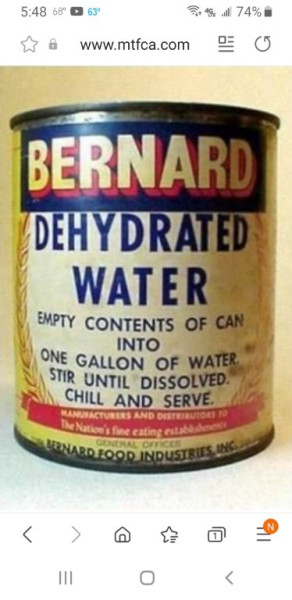 5:48 68° 63° 4G 74%
www.mtfca.com
BERNARD
DEHYDRATED
WATER
EMPTY CONTENTS OF CAN
INTO
ONE GALLON OF WATER.
STIR UNTIL DISSOLVED.
CHILL AND SERVE.
MANUFACTURERS AND DISTRIBUTORS TO
The Nation's fine eating establishments
GENERAL OFFICES
BERNARD FOOD INDUSTRIES, INC.
1
N